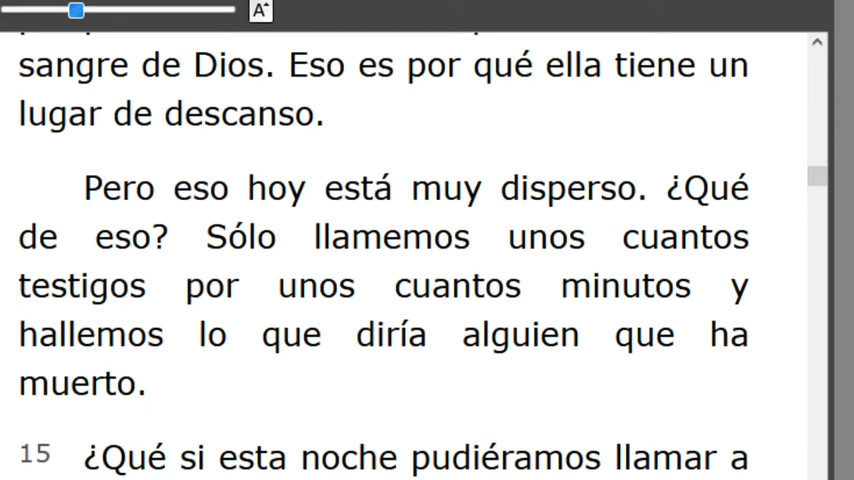 A
sangre de Dios. Eso es por qué ella tiene un
lugar de descanso.
Pero eso hoy está muy disperso. ¿Qué
de eso? Sólo llamemos unos cuantos
testigos por unos cuantos minutos y
hallemos lo que diría alguien que ha
muerto.
15 ¿Qué si esta noche pudiéramos llamar a